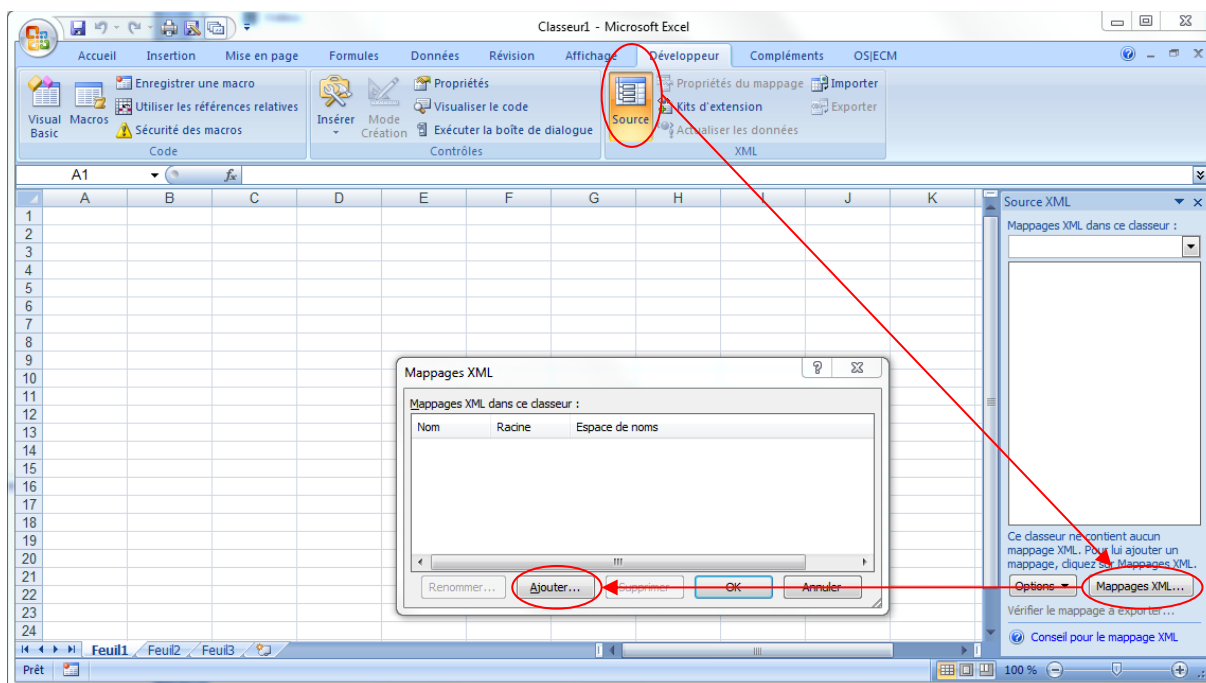 Classeur1 - Microsoft Excel
Accueil Insertion Mise en page Formules Données Révision Affichage Développeur Compléments OS|ECM
Visual Basic
Macros
Enregistrer une macro
Utiliser les références relatives
Sécurité des macros
Code
Insérer
Mode Création
Propriétés
Visualiser le code
Exécuter la boîte de dialogue
Contrôles
Source
Propriétés du mappage
Kits d'extension
Actualiser les données
Importer
Exporter
XML
A1 fx
A B C D E F G H I J K
1
2
3
4
5
6
7
8
9
10
11
12
13
14
15
16
17
18
19
20
21
22
23
24
Mappages XML
Mappages XML dans ce classeur :
Nom Racine Espace de noms
Renommer... Ajouter... Supprimer OK Annuler
Source XML
Mappages XML dans ce classeur :
Ce classeur ne contient aucun
mappage XML. Pour lui ajouter un
mappage, cliquez sur Mappages XML.
Options Mappages XML...
Vérifier le mappage à exporter...
Conseil pour le mappage XML
Feuil1 Feuil2 Feuil3
Prêt 100 %